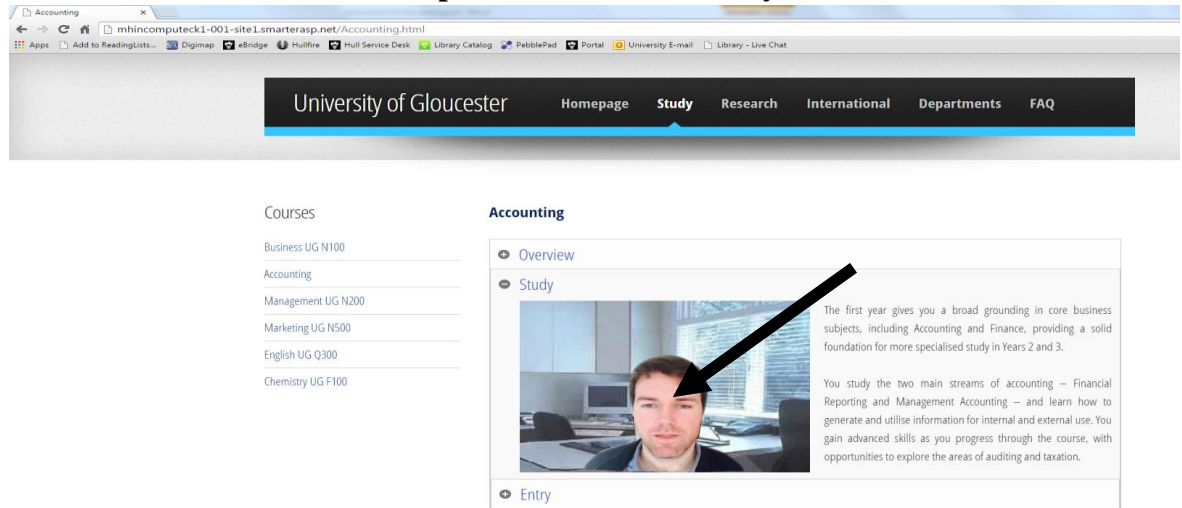 Accounting
mhincomputeck1-001-site1.smarterasp.net/Accounting.html
Apps Add to ReadingLists... Digimap eBridge Hullfire Hull Service Desk Library Catalog PebblePad Portal University E-mail Library - Live Chat
University of Gloucester Homepage Study Research International Departments FAQ
Courses
Business UG N100
Accounting
Management UG N200
Marketing UG N500
English UG Q300
Chemistry UG F100
Accounting
Overview
Study
The first year gives you a broad grounding in core business
subjects, including Accounting and Finance, providing a solid
foundation for more specialised study in Years 2 and 3.
You study the two main streams of accounting – Financial
Reporting and Management Accounting – and learn how to
generate and utilise information for internal and external use. You
gain advanced skills as you progress through the course, with
opportunities to explore the areas of auditing and taxation.
Entry